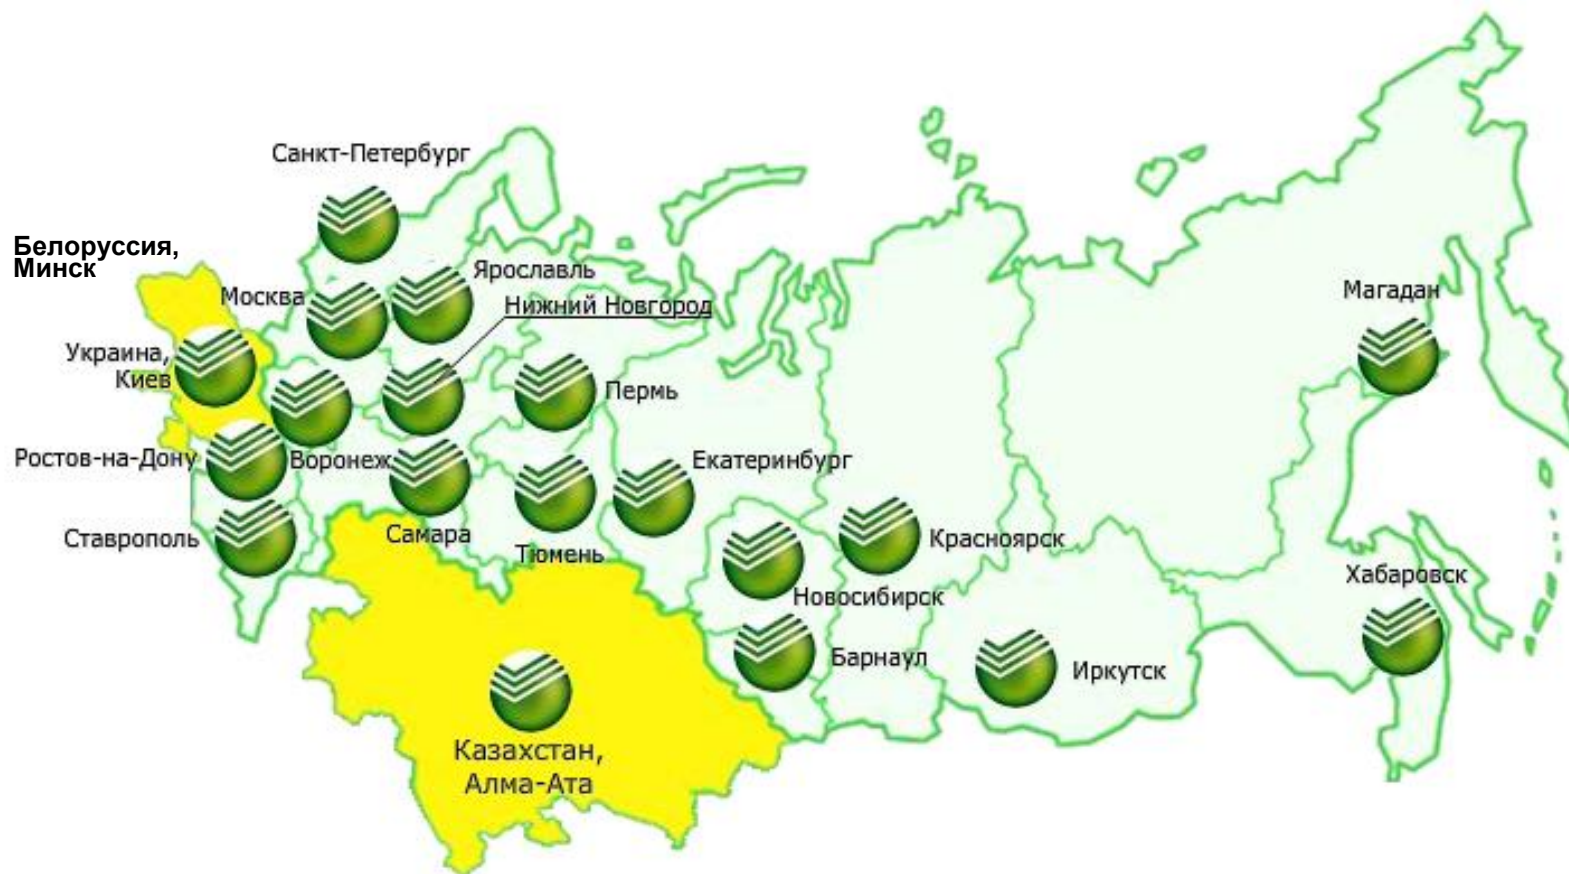 Санкт-Петербург
Белоруссия,
Минск
Ярославль
Москва
Нижний Новгород
Магадан
Украина,
Киев
Пермь
Ростов-на-Дону
Воронеж
Екатеринбург
Ставрополь
Самара
Тюмень
Красноярск
Хабаровск
Новосибирск
Барнаул
Иркутск
Казахстан,
Алма-Ата